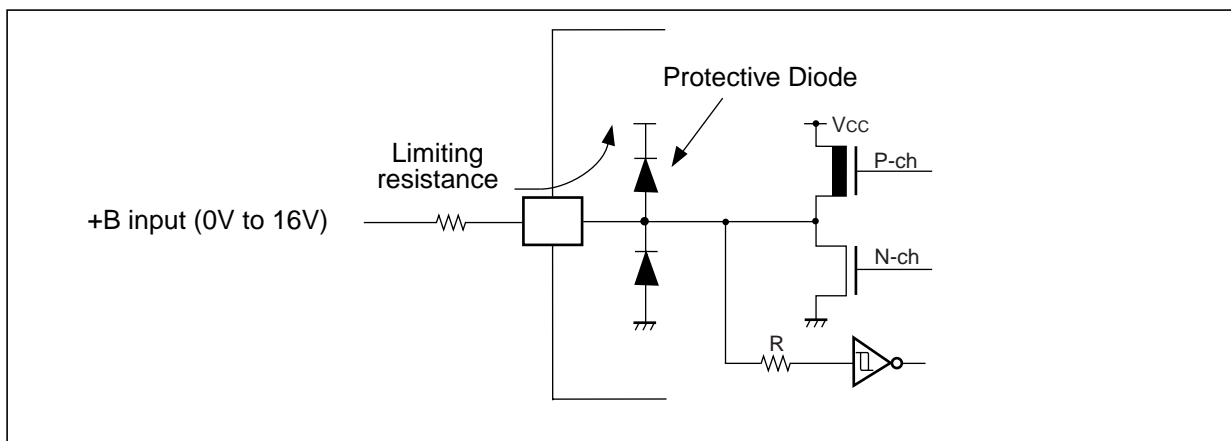 Protective Diode
VCC
Limiting
resistance
P-ch
+B input (0V to 16V)
N-ch
R